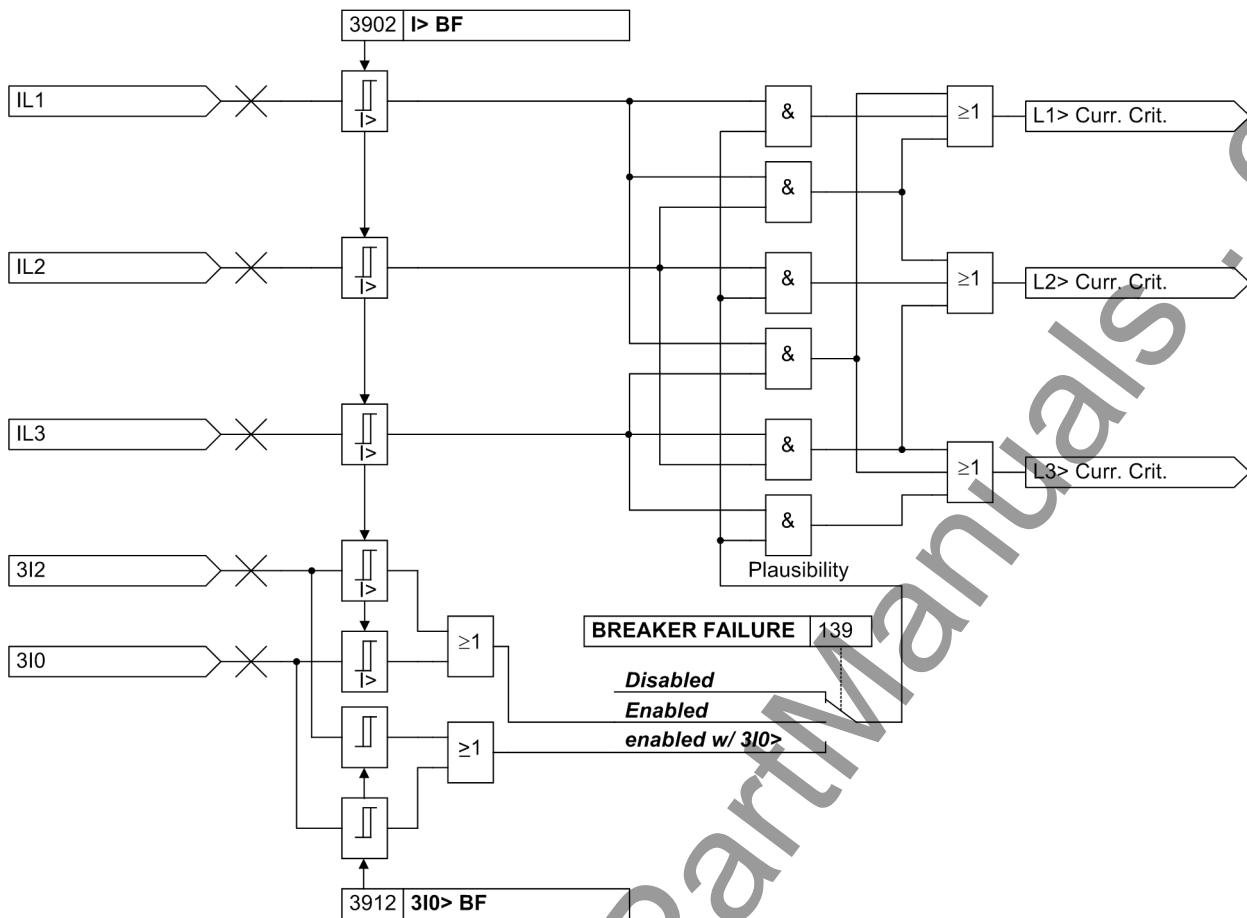 3902 I> BF
IL1
I>
&
≥1
L1> Curr. Crit.
&
IL2
I>
&
≥1
L2> Curr. Crit.
&
IL3
I>
&
≥1
L3> Curr. Crit.
&
Plausibility
3I2
I>
≥1
BREAKER FAILURE 139
3I0
I>
Disabled
Enabled
≥1
enabled w/ 3I0>
3912 3I0> BF
PartManuals.